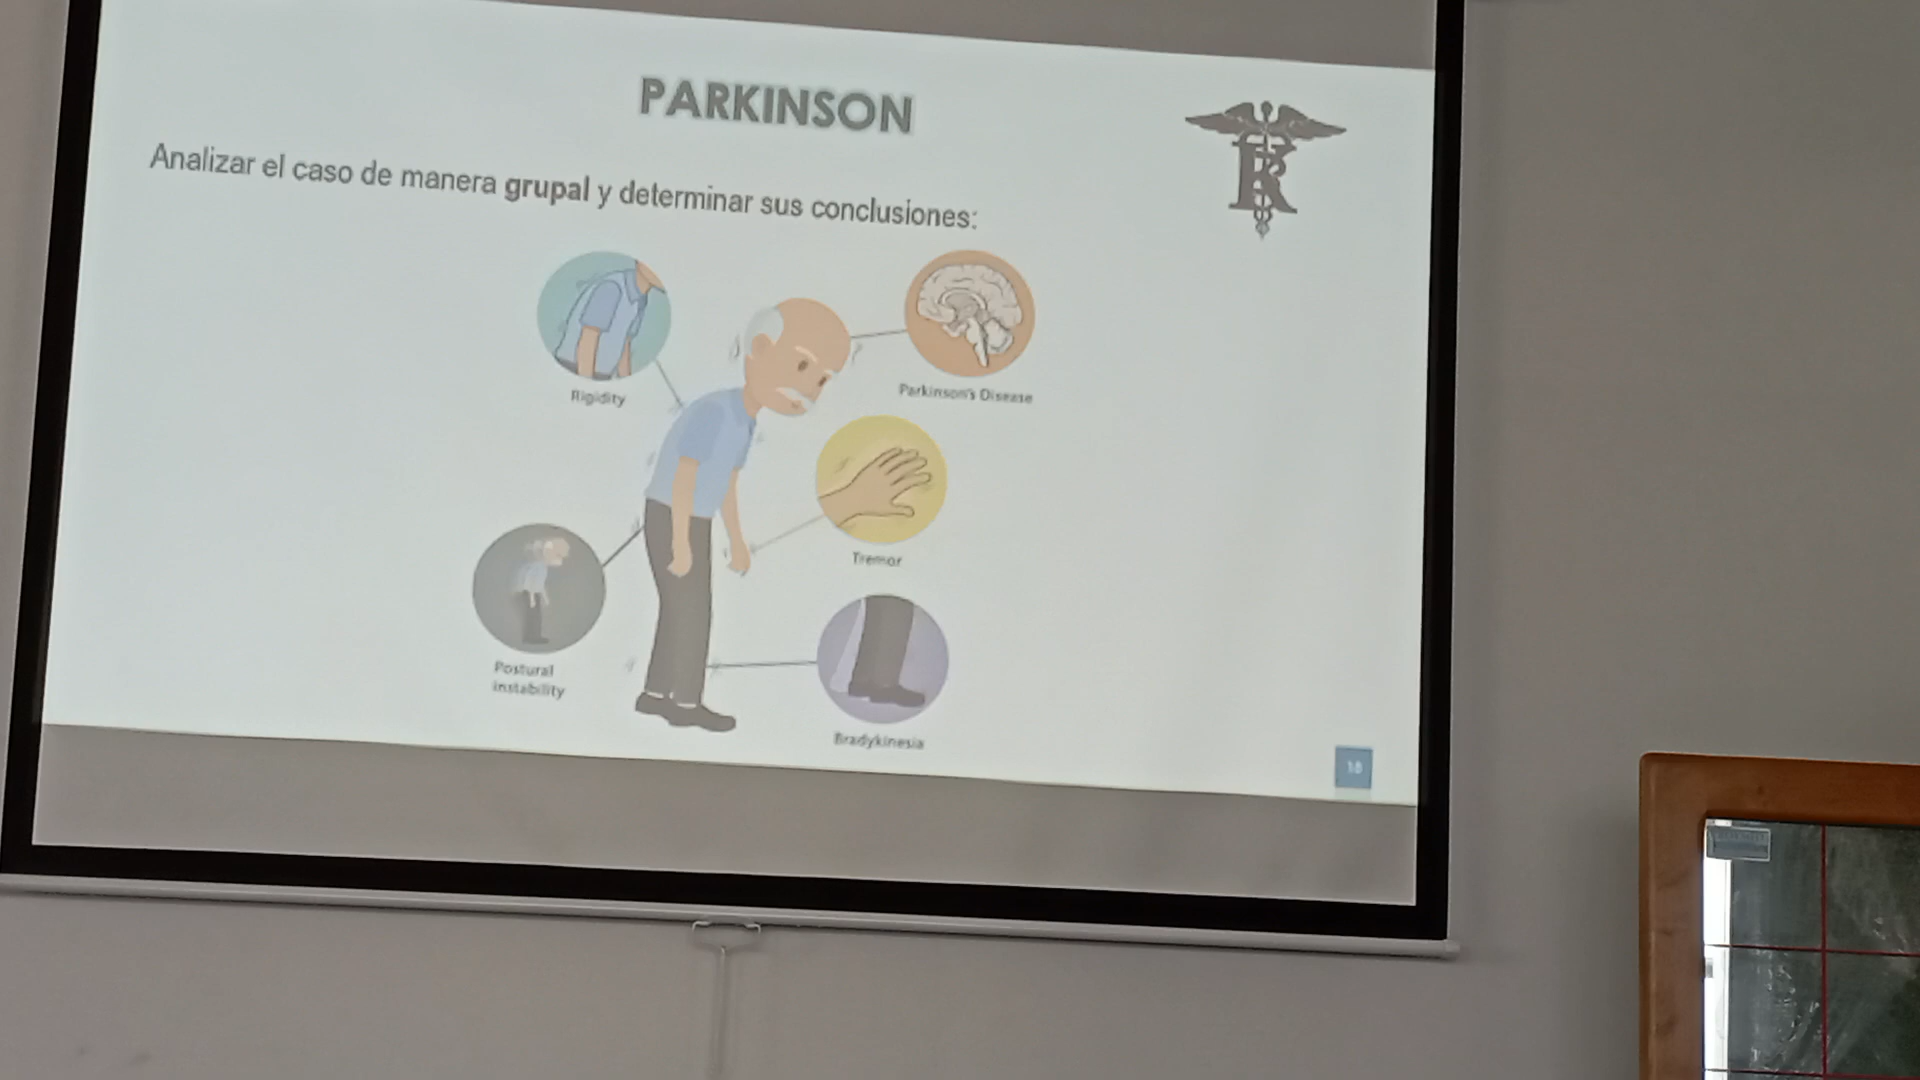 PARKINSON
Analizar el caso de manera grupal y determinar sus conclusiones:
Rigidity
Parkinson's Disease
Tremor
Postural
instability
Bradykinesia